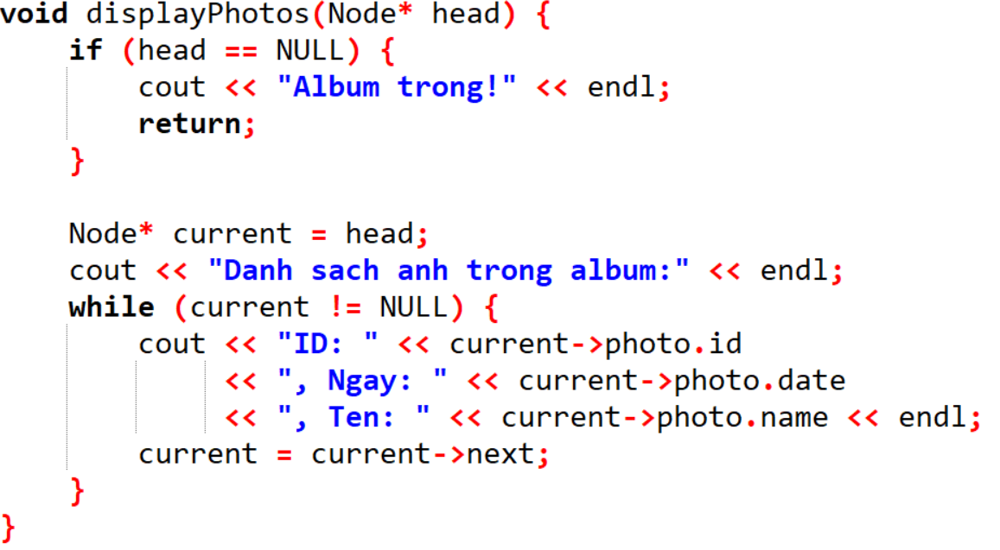 void displayPhotos(Node* head) {
    if (head == NULL) {
        cout << "Album trong!" << endl;
        return;
    }

    Node* current = head;
    cout << "Danh sach anh trong album:" << endl;
    while (current != NULL) {
        cout << "ID: " << current->photo.id
             << ", Ngay: " << current->photo.date
             << ", Ten: " << current->photo.name << endl;
        current = current->next;
    }
}